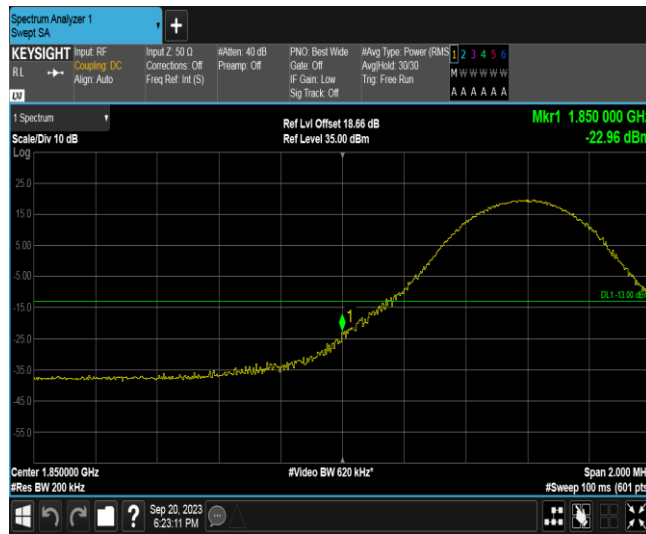 Spectrum Analyzer 1
Swept SA
+
KEYSIGHT
RL
LXI
Input: RF
Coupling: DC
Align: Auto
Input Z: 50 Ω
Corrections: Off
Freq Ref: Int (S)
#Atten: 40 dB
Preamp: Off
PNO: Best Wide
Gate: Off
IF Gain: Low
Sig Track: Off
#Avg Type: Power (RMS
Avg|Hold: 30/30
Trig: Free Run
1 2 3 4 5 6
M W W W W W
A A A A A A
1 Spectrum
Scale/Div 10 dB
Log
Ref Lvl Offset 18.66 dB
Ref Level 35.00 dBm
Mkr1 1.850 000 GHz
-22.96 dBm
25.0
15.0
5.00
-5.00
-15.0
-25.0
-35.0
-45.0
-55.0
1
DL1 -13.00 dBm
Center 1.850000 GHz
#Res BW 200 kHz
#Video BW 620 kHz*
Span 2.000 MH
#Sweep 100 ms (601 pts
?
Sep 20, 2023
6:23:11 PM